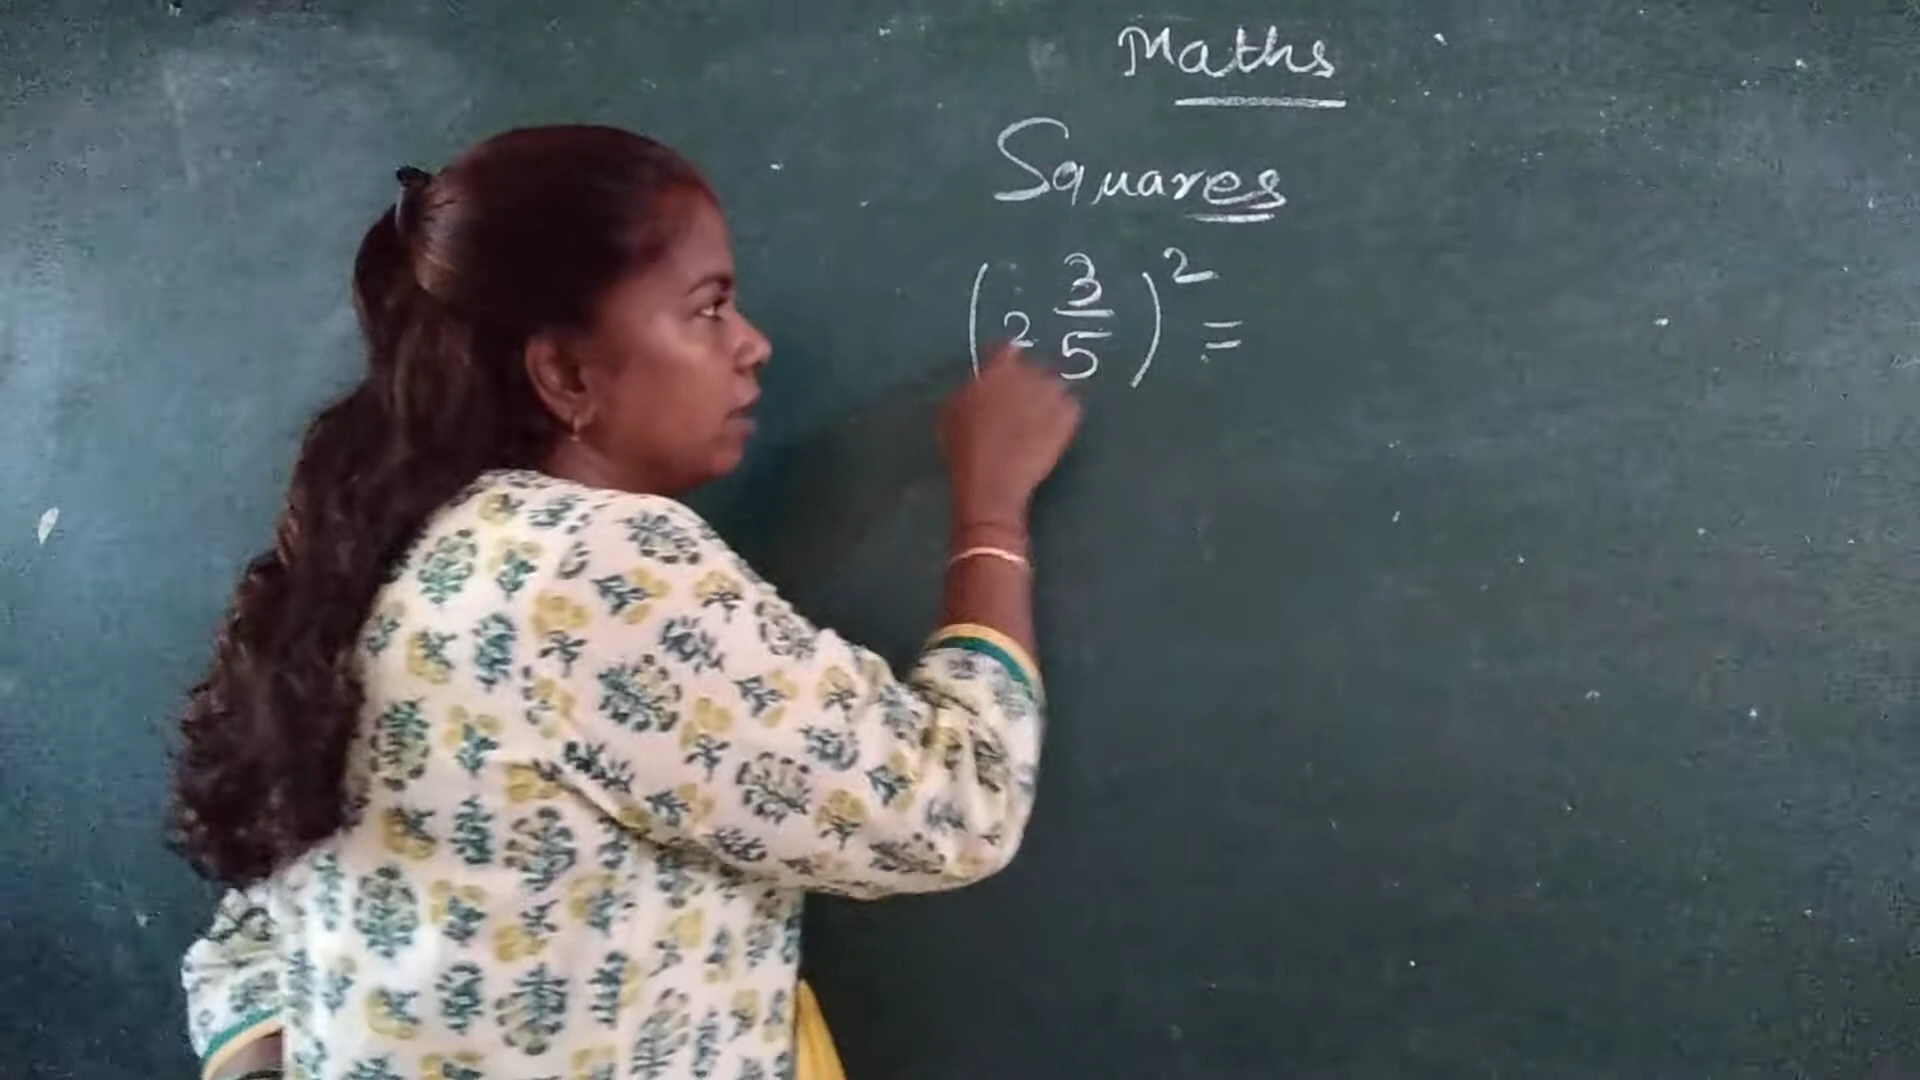 Maths
Squares
(2 3/5)² =